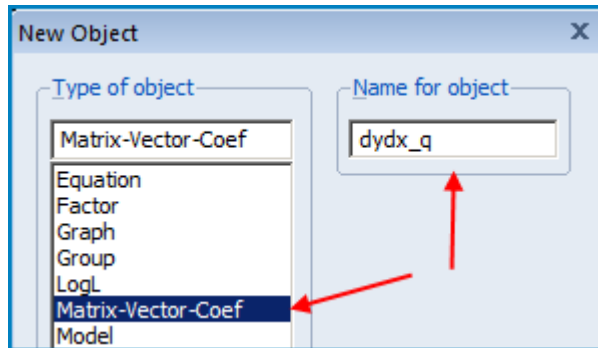 New Object
x
Type of object
Name for object
Matrix-Vector-Coef
dydx_q
Equation
Factor
Graph
Group
LogL
Matrix-Vector-Coef
Model